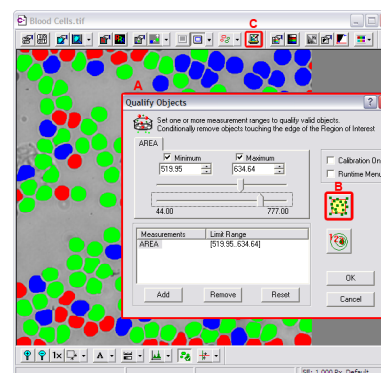 Blood Cells.tif
C
A
Qualify Objects
Set one or more measurement ranges to qualify valid objects.
Conditionally remove objects touching the edge of the Region of Interest
AREA
Minimum
Maximum
519.95
634.64
44.00
777.00
Calibration On
Runtime Menu
B
Measurements
Limit Range
AREA
[519.95..634.64]
Add
Remove
Reset
OK
Cancel
1x
A